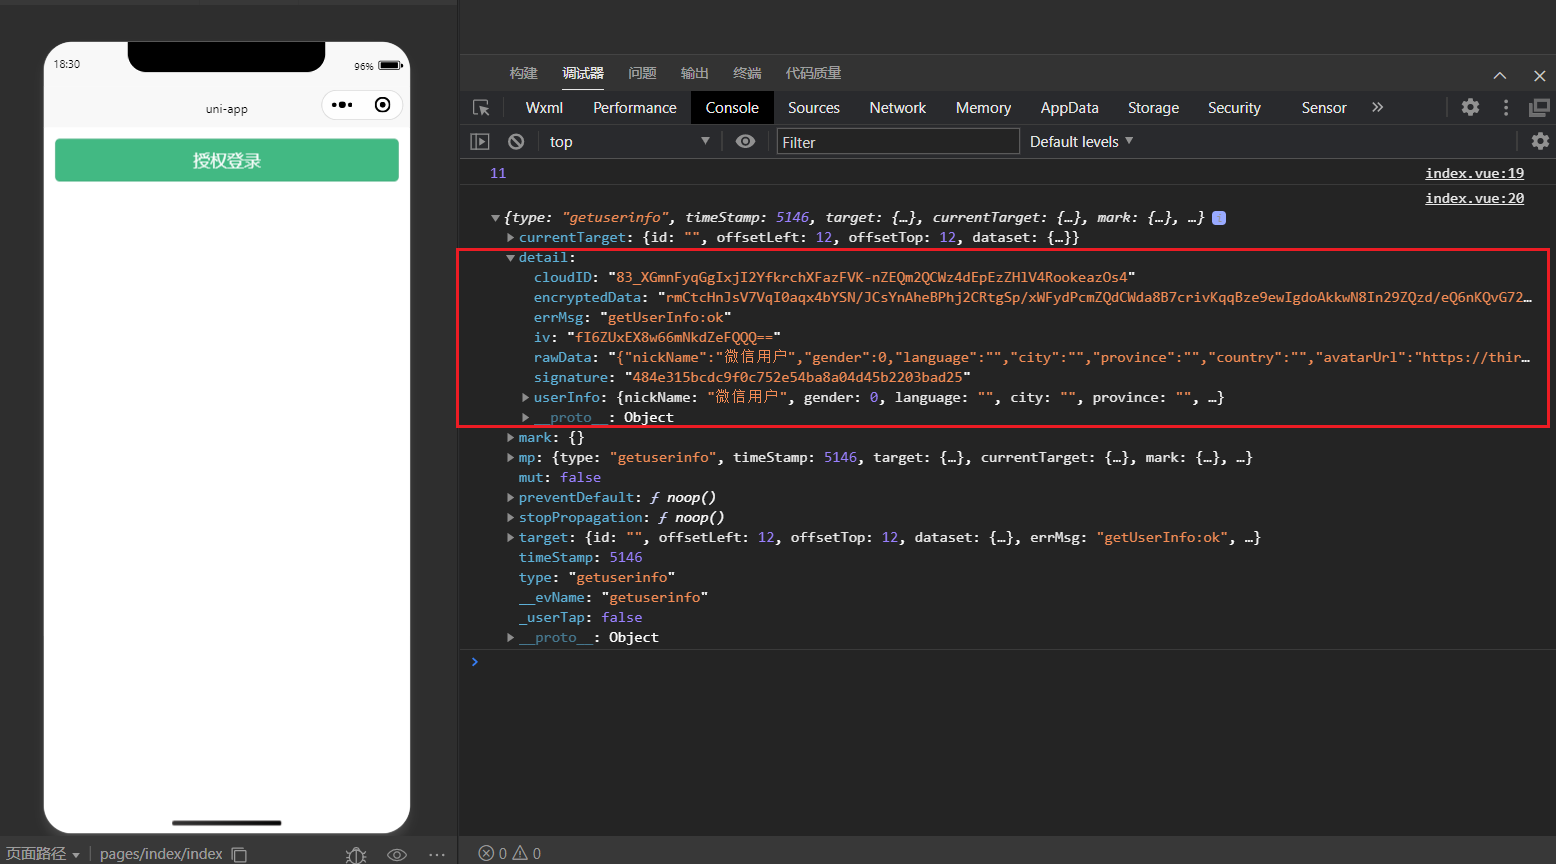 18:30
96%
uni-app
授权登录
页面路径
pages/index/index
构建 调试器 问题 输出 终端 代码质量
Wxml Performance Console Sources Network Memory AppData Storage Security Sensor »
top Filter Default levels
11 index.vue:19
index.vue:20
{type: "getuserinfo", timeStamp: 5146, target: {…}, currentTarget: {…}, mark: {…}, …}
currentTarget: {id: "", offsetLeft: 12, offsetTop: 12, dataset: {…}}
detail:
cloudID: "83_XGmnFyqGgIxjI2YfkrchXFazFVK-nZEQm2QCWz4dEpEzZHlV4RookeazOs4"
encryptedData: "rmCtcHnJsV7VqI0aqx4bYSN/JCsYnAheBPhj2CRtgSp/xWFydPcmZQdCWda8B7crivKqqBze9ewIgdoAkkwN8In29ZQzd/eQ6nKQvG72…
errMsg: "getUserInfo:ok"
iv: "fI6ZUxEX8w66mNkdZeFQQQ=="
rawData: "{"nickName":"微信用户","gender":0,"language":"","city":"","province":"","country":"","avatarUrl":"https://thir…
signature: "484e315bcdc9f0c752e54ba8a04d45b2203bad25"
userInfo: {nickName: "微信用户", gender: 0, language: "", city: "", province: "", …}
__proto__: Object
mark: {}
mp: {type: "getuserinfo", timeStamp: 5146, target: {…}, currentTarget: {…}, mark: {…}, …}
mut: false
preventDefault: ƒ noop()
stopPropagation: ƒ noop()
target: {id: "", offsetLeft: 12, offsetTop: 12, dataset: {…}, errMsg: "getUserInfo:ok", …}
timeStamp: 5146
type: "getuserinfo"
__evName: "getuserinfo"
_userTap: false
__proto__: Object
0 0